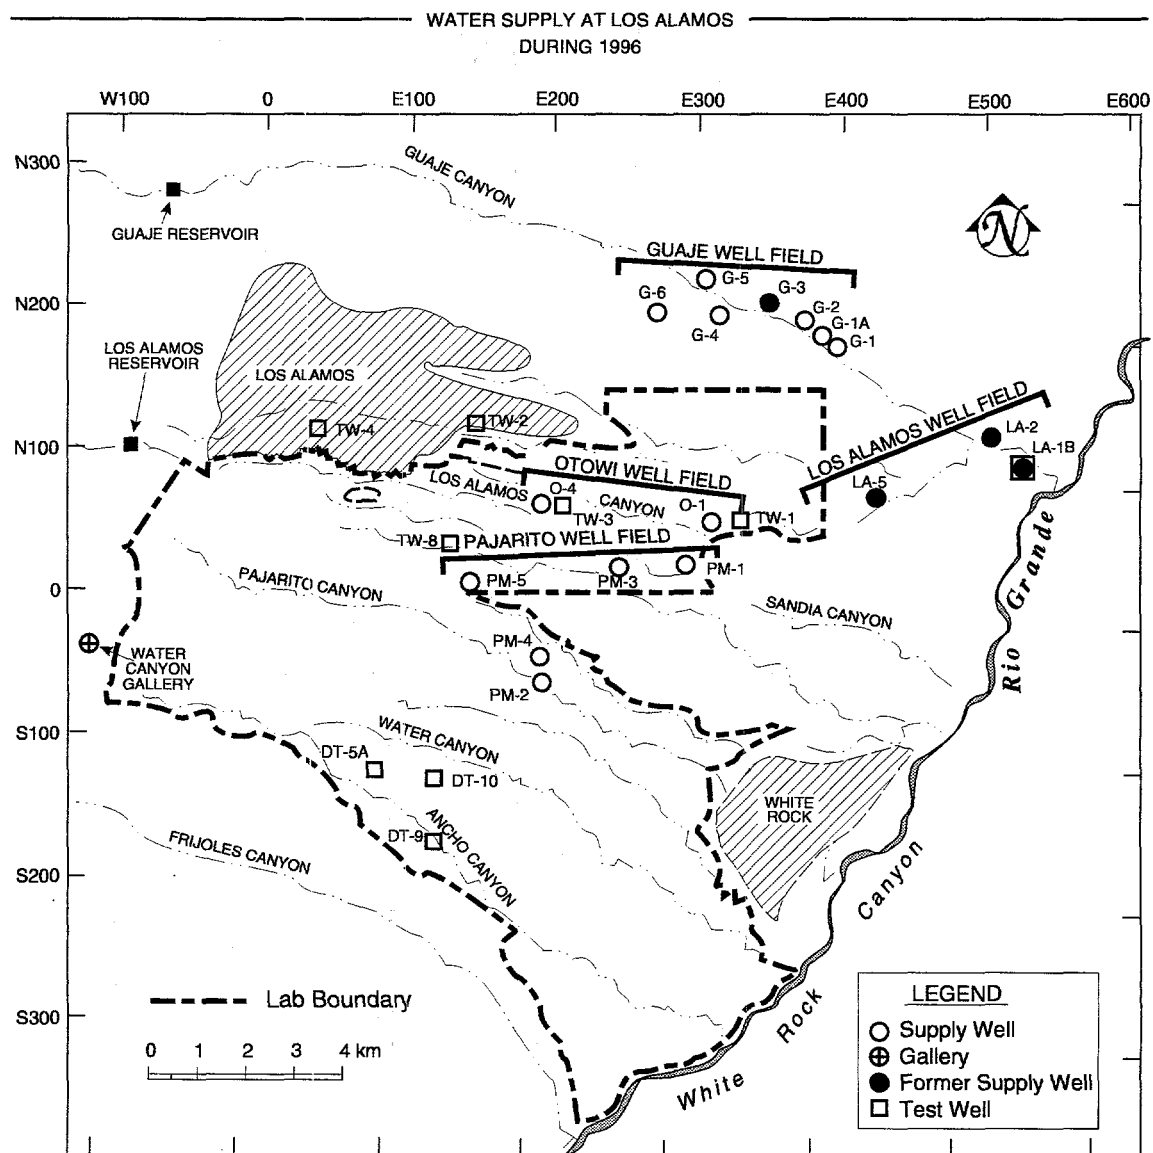 WATER SUPPLY AT LOS ALAMOS
DURING 1996
W100 0 E100 E200 E300 E400 E500 E600
N300
GUAJE CANYON
GUAJE RESERVOIR
N
GUAJE WELL FIELD
G-5
G-3
G-6
N200
G-2
G-1A
G-4
G-1
LOS ALAMOS
RESERVOIR
LOS ALAMOS
LOS ALAMOS WELL FIELD
TW-4
TW-2
LA-2
N100
LA-1B
OTOWI WELL FIELD
LOS ALAMOS
CANYON
O-4
LA-5
O-1
TW-3
TW-1
TW-8
PAJARITO WELL FIELD
PM-1
PM-5
PM-3
0
PAJARITO CANYON
SANDIA CANYON
Rio Grande
WATER
CANYON
GALLERY
PM-4
PM-2
S100
WATER CANYON
DT-5A
DT-10
WHITE
ROCK
DT-9
ANCHO CANYON
FRIJOLES CANYON
S200
White Rock Canyon
Lab Boundary
S300
0 1 2 3 4 km
LEGEND
Supply Well
Gallery
Former Supply Well
Test Well